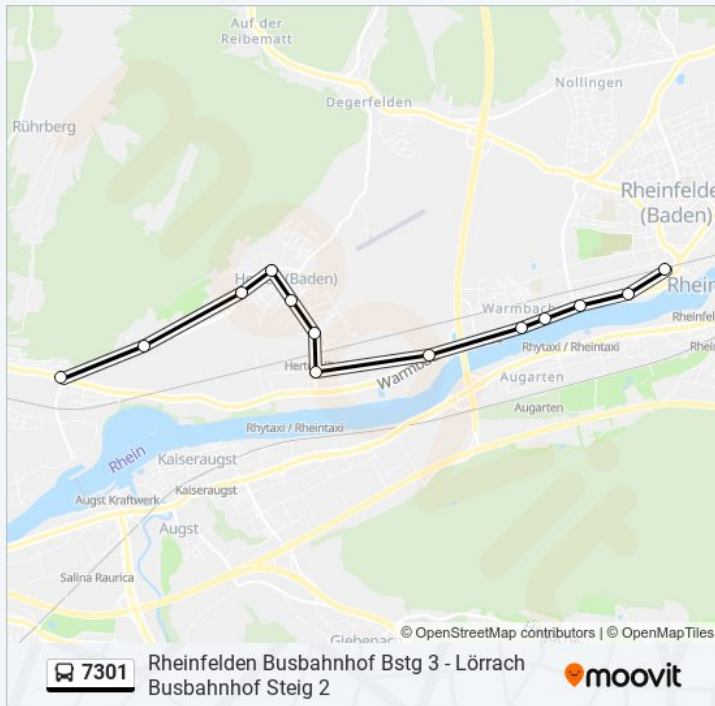 Auf der
Reibematt
Nollingen
Degerfelden
Rührberg
Rheinfelde
(Baden)
(Baden)
Rhein
Warmbach
Rheinfel
Rhytaxi / Rheintaxi
Augarten
Augarten
Rhytaxi / Rheintaxi
Rhein
Kaiseraugst
Kaiseraugst
Augst Kraftwerk
Augst
Salina Raurica
Giebenach
© OpenStreetMap contributors | © OpenMapTiles
7301
Rheinfelden Busbahnhof Bstg 3 - Lörrach
Busbahnhof Steig 2
moovit